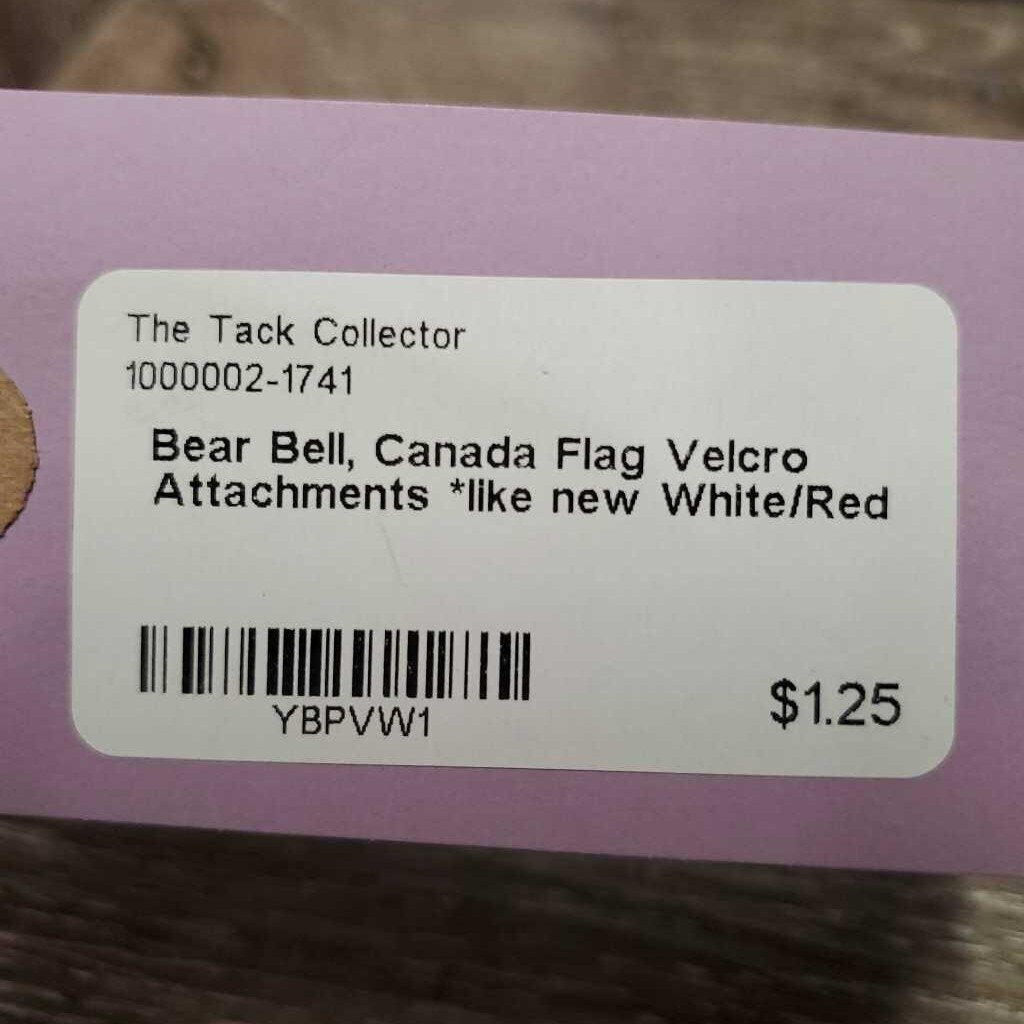 The Tack Collector
1000002-1741
Bear Bell, Canada Flag Velcro
Attachments *like new White/Red
YBPVW1
$1.25